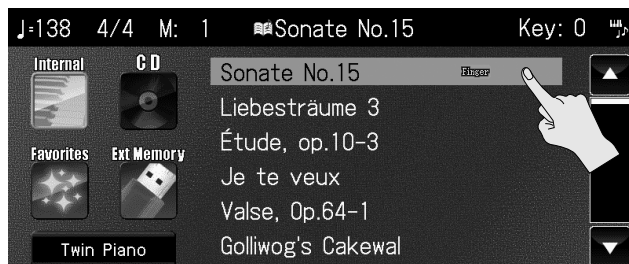 ♩=138 4/4 M: 1 Sonate No.15 Key: 0
Internal CD
Sonate No.15 Finger
Liebesträume 3
Étude, op.10-3
Favorites Ext Memory
Je te veux
Valse, Op.64-1
Twin Piano
Golliwog's Cakewal